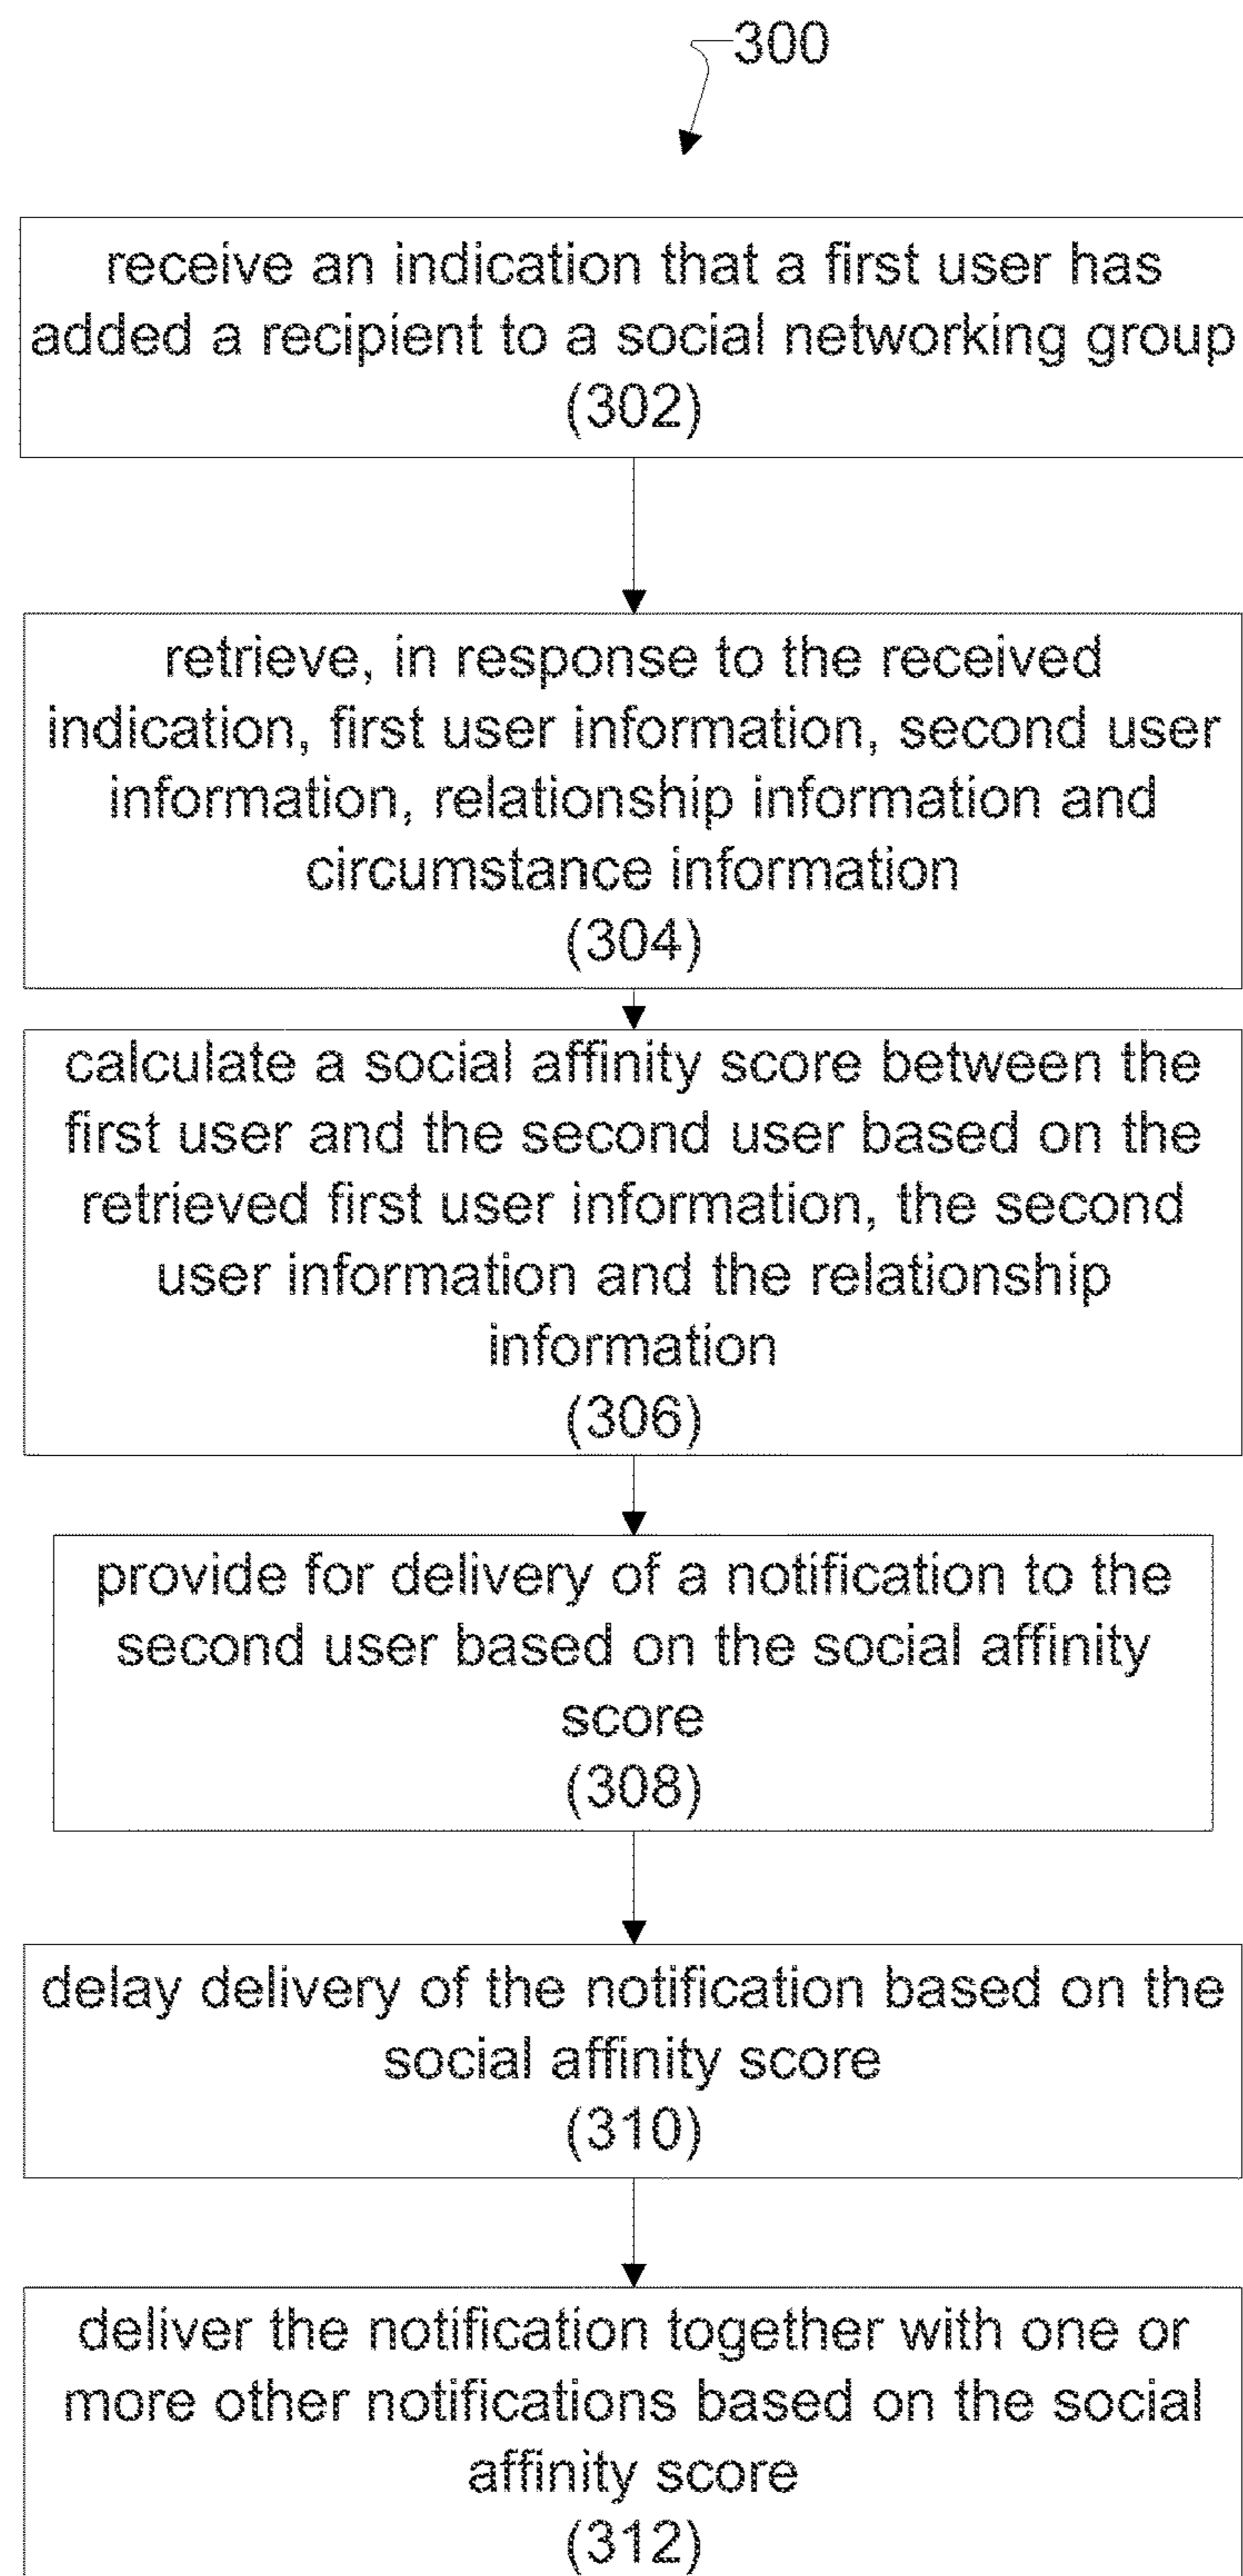 300
receive an indication that a first user has
added a recipient to a social networking group
(302)
retrieve, in response to the received
indication, first user information, second user
information, relationship information and
circumstance information
(304)
calculate a social affinity score between the
first user and the second user based on the
retrieved first user information, the second
user information and the relationship
information
(306)
provide for delivery of a notification to the
second user based on the social affinity
score
(308)
delay delivery of the notification based on the
social affinity score
(310)
deliver the notification together with one or
more other notifications based on the social
affinity score
(312)